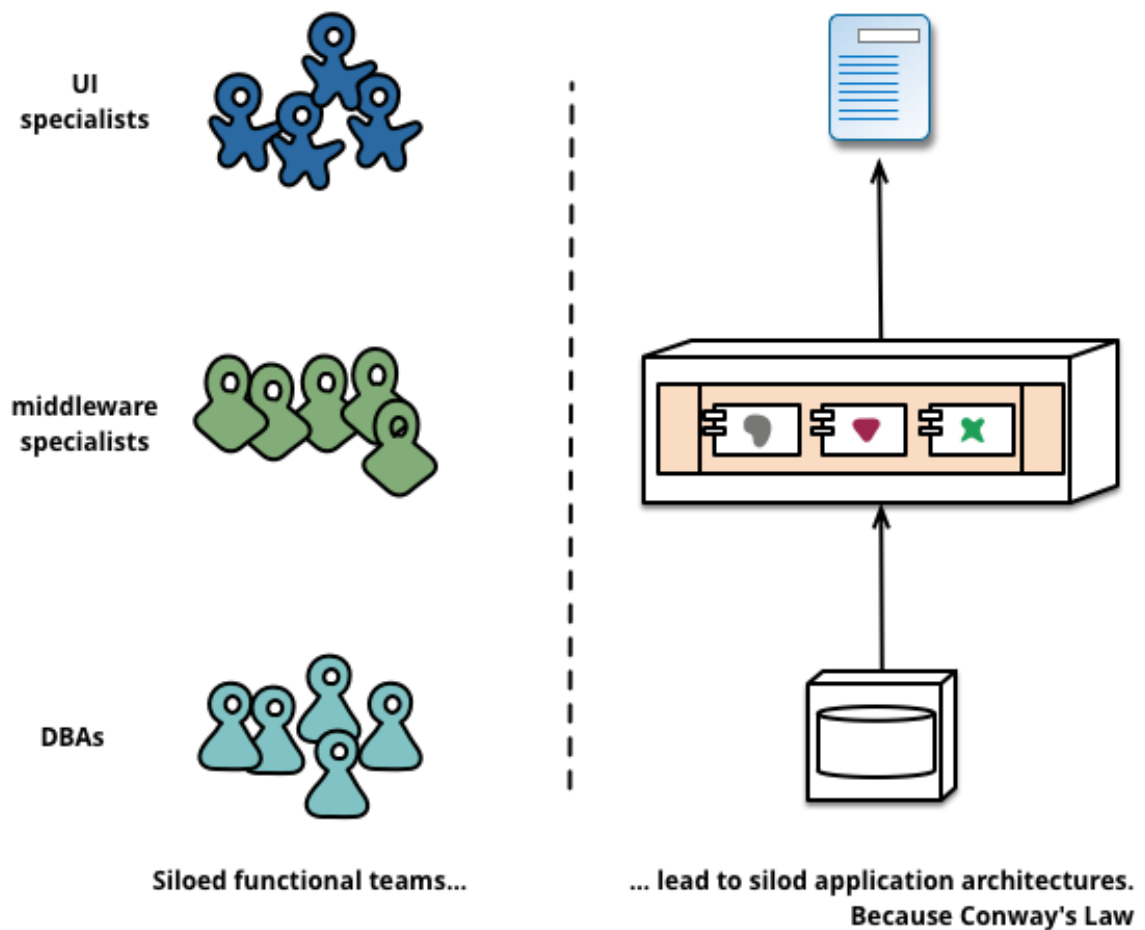 UI
specialists
middleware
specialists
DBAs
Siloed functional teams...
... lead to silod application architectures.
Because Conway's Law